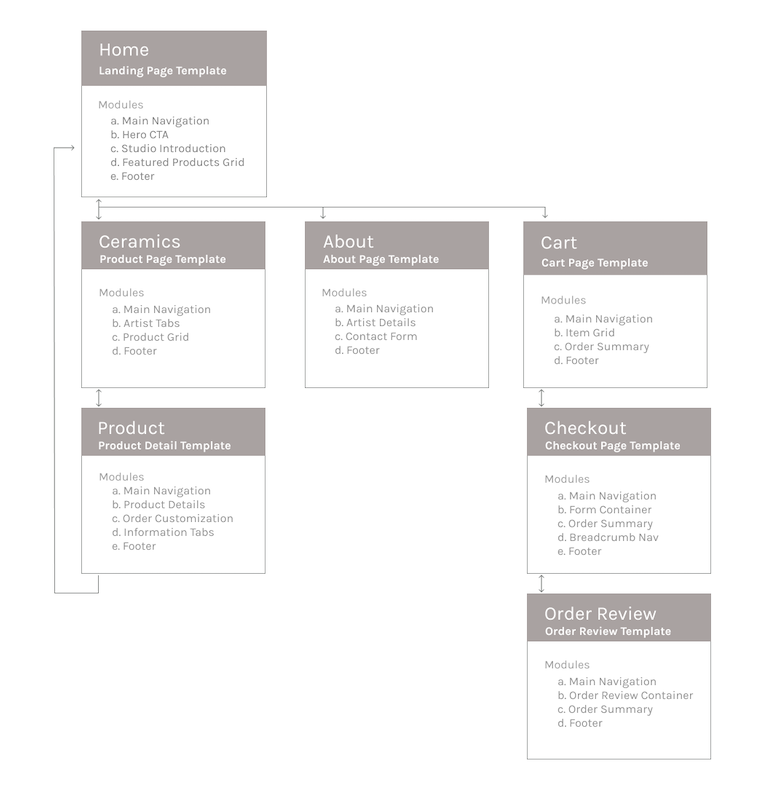 Home
Landing Page Template
Modules
a. Main Navigation
b. Hero CTA
c. Studio Introduction
d. Featured Products Grid
e. Footer
Ceramics
Product Page Template
Modules
a. Main Navigation
b. Artist Tabs
c. Product Grid
d. Footer
About
About Page Template
Modules
a. Main Navigation
b. Artist Details
c. Contact Form
d. Footer
Cart
Cart Page Template
Modules
a. Main Navigation
b. Item Grid
c. Order Summary
d. Footer
Product
Product Detail Template
Modules
a. Main Navigation
b. Product Details
c. Order Customization
d. Information Tabs
e. Footer
Checkout
Checkout Page Template
Modules
a. Main Navigation
b. Form Container
c. Order Summary
d. Breadcrumb Nav
e. Footer
Order Review
Order Review Template
Modules
a. Main Navigation
b. Order Review Container
c. Order Summary
d. Footer